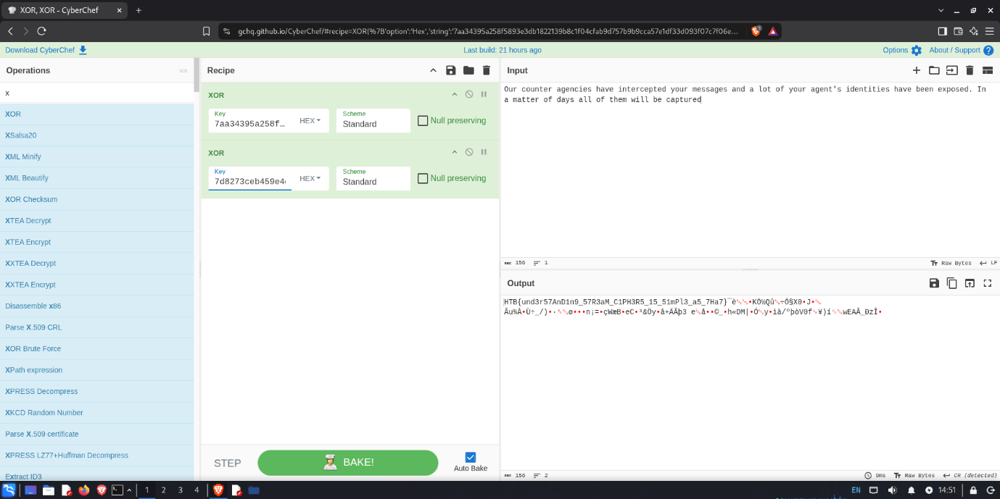 XOR, XOR - CyberChef
gchq.github.io/CyberChef/#recipe=XOR(%7B'option':'Hex','string':'7aa34395a258f5893e3db1822139b8c1f04cfab9d757b9b9cca57e1df33d093f07c7f06e…
Download CyberChef
Last build: 21 hours ago
Options
About / Support
Operations
x
XOR
XSalsa20
XML Minify
XML Beautify
XOR Checksum
XTEA Decrypt
XTEA Encrypt
XXTEA Decrypt
XXTEA Encrypt
Disassemble x86
Parse X.509 CRL
XOR Brute Force
XPath expression
XPRESS Decompress
XKCD Random Number
Parse X.509 certificate
XPRESS LZ77+Huffman Decompress
Extract ID3
Recipe
XOR
Key
7aa34395a258f…
HEX
Scheme
Standard
Null preserving
XOR
Key
7d8273ceb459e4
HEX
Scheme
Standard
Null preserving
STEP
BAKE!
Auto Bake
Input
Our counter agencies have intercepted your messages and a lot of your agent's identities have been exposed. In
a matter of days all of them will be captured
156
1
Raw Bytes
LF
Output
HTB{und3r57AnD1n9_57R3aM_C1PH3R5_15_51mPl3_a5_7Ha7}
156
2
9ms
Raw Bytes
CR (detected)
1
2
3
4
EN
14:51